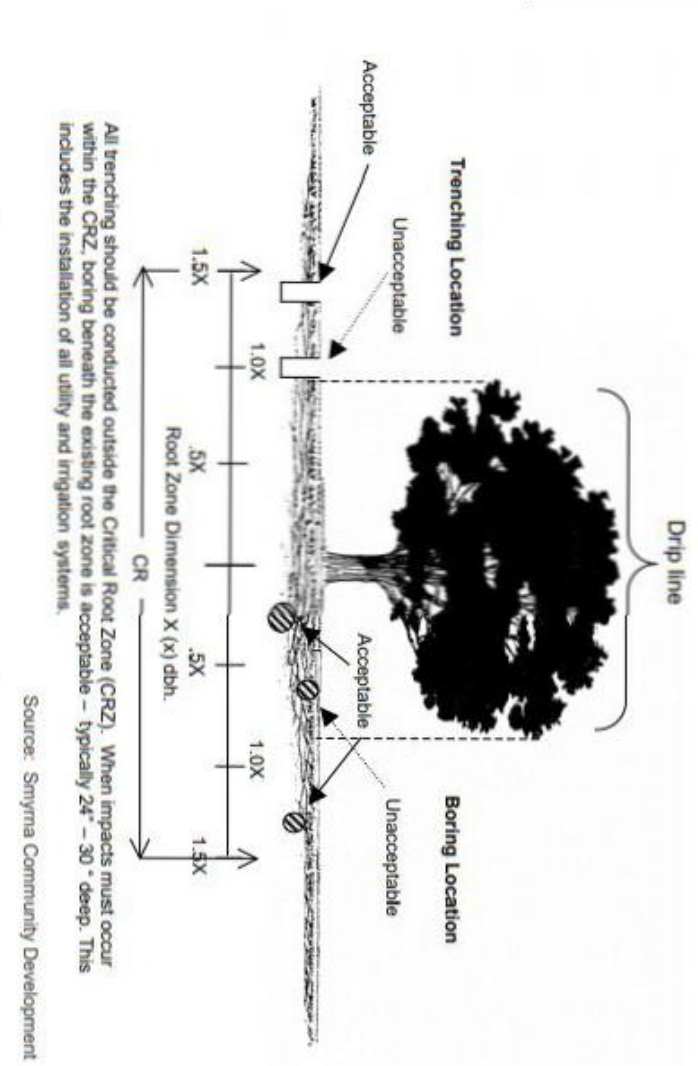 Drip line
Trenching Location
Boring Location
Acceptable
Unacceptable
Acceptable
Unacceptable
1.5X
1.0X
.5X
.5X
1.0X
1.5X
Root Zone Dimension X (x) dbh.
CR
All trenching should be conducted outside the Critical Root Zone (CRZ). When impacts must occur
within the CRZ, boring beneath the existing root zone is acceptable – typically 24" – 30 " deep. This
includes the installation of all utility and irrigation systems.
Source: Smyrna Community Development